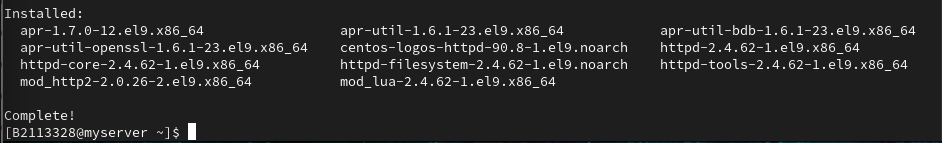 Installed:
apr-1.7.0-12.el9.x86_64 apr-util-1.6.1-23.el9.x86_64 apr-util-bdb-1.6.1-23.el9.x86_64
apr-util-openssl-1.6.1-23.el9.x86_64 centos-logos-httpd-90.8-1.el9.noarch httpd-2.4.62-1.el9.x86_64
httpd-core-2.4.62-1.el9.x86_64 httpd-filesystem-2.4.62-1.el9.noarch httpd-tools-2.4.62-1.el9.x86_64
mod_http2-2.0.26-2.el9.x86_64 mod_lua-2.4.62-1.el9.x86_64
Complete!
[B2113328@myserver ~]$